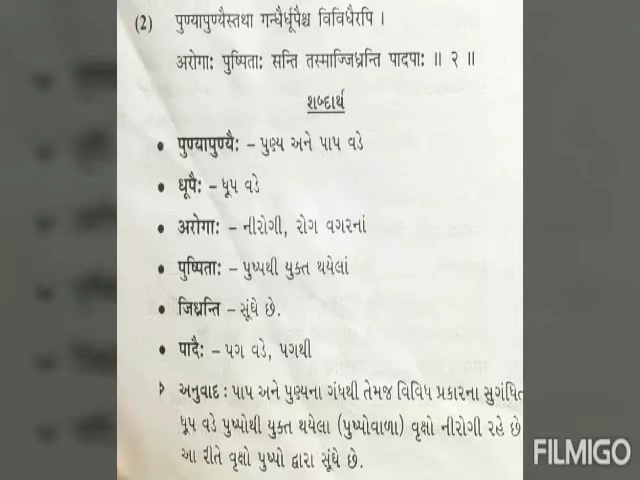 (2) पुण्यापुण्यैस्तथा गन्धैर्धूपैश्च विविधैरपि ।
अरोगाः पुष्पिताः सन्ति तस्माज्जिघ्रन्ति पादपाः ॥ २ ॥
શબ્દાર્થ
• पुण्यापुण्यैः – પુણ્ય અને પાપ વડે
• धूपैः – ધૂપ વડે
• अरोगाः – નીરોગી, રોગ વગરનાં
• पुष्पिताः – પુષ્પથી યુક્ત થયેલાં
• जिघ्रन्ति – સૂંઘે છે.
• पादैः – પગ વડે, પગથી
અનુવાદ : પાપ અને પુણ્યના ગંધથી તેમજ વિવિધ પ્રકારના સુગંધિત
ધૂપ વડે પુષ્પોથી યુક્ત થયેલા (પુષ્પોવાળા) વૃક્ષો નીરોગી રહે છે
આ રીતે વૃક્ષો પુષ્પો દ્વારા સૂંઘે છે.
FILMIGO